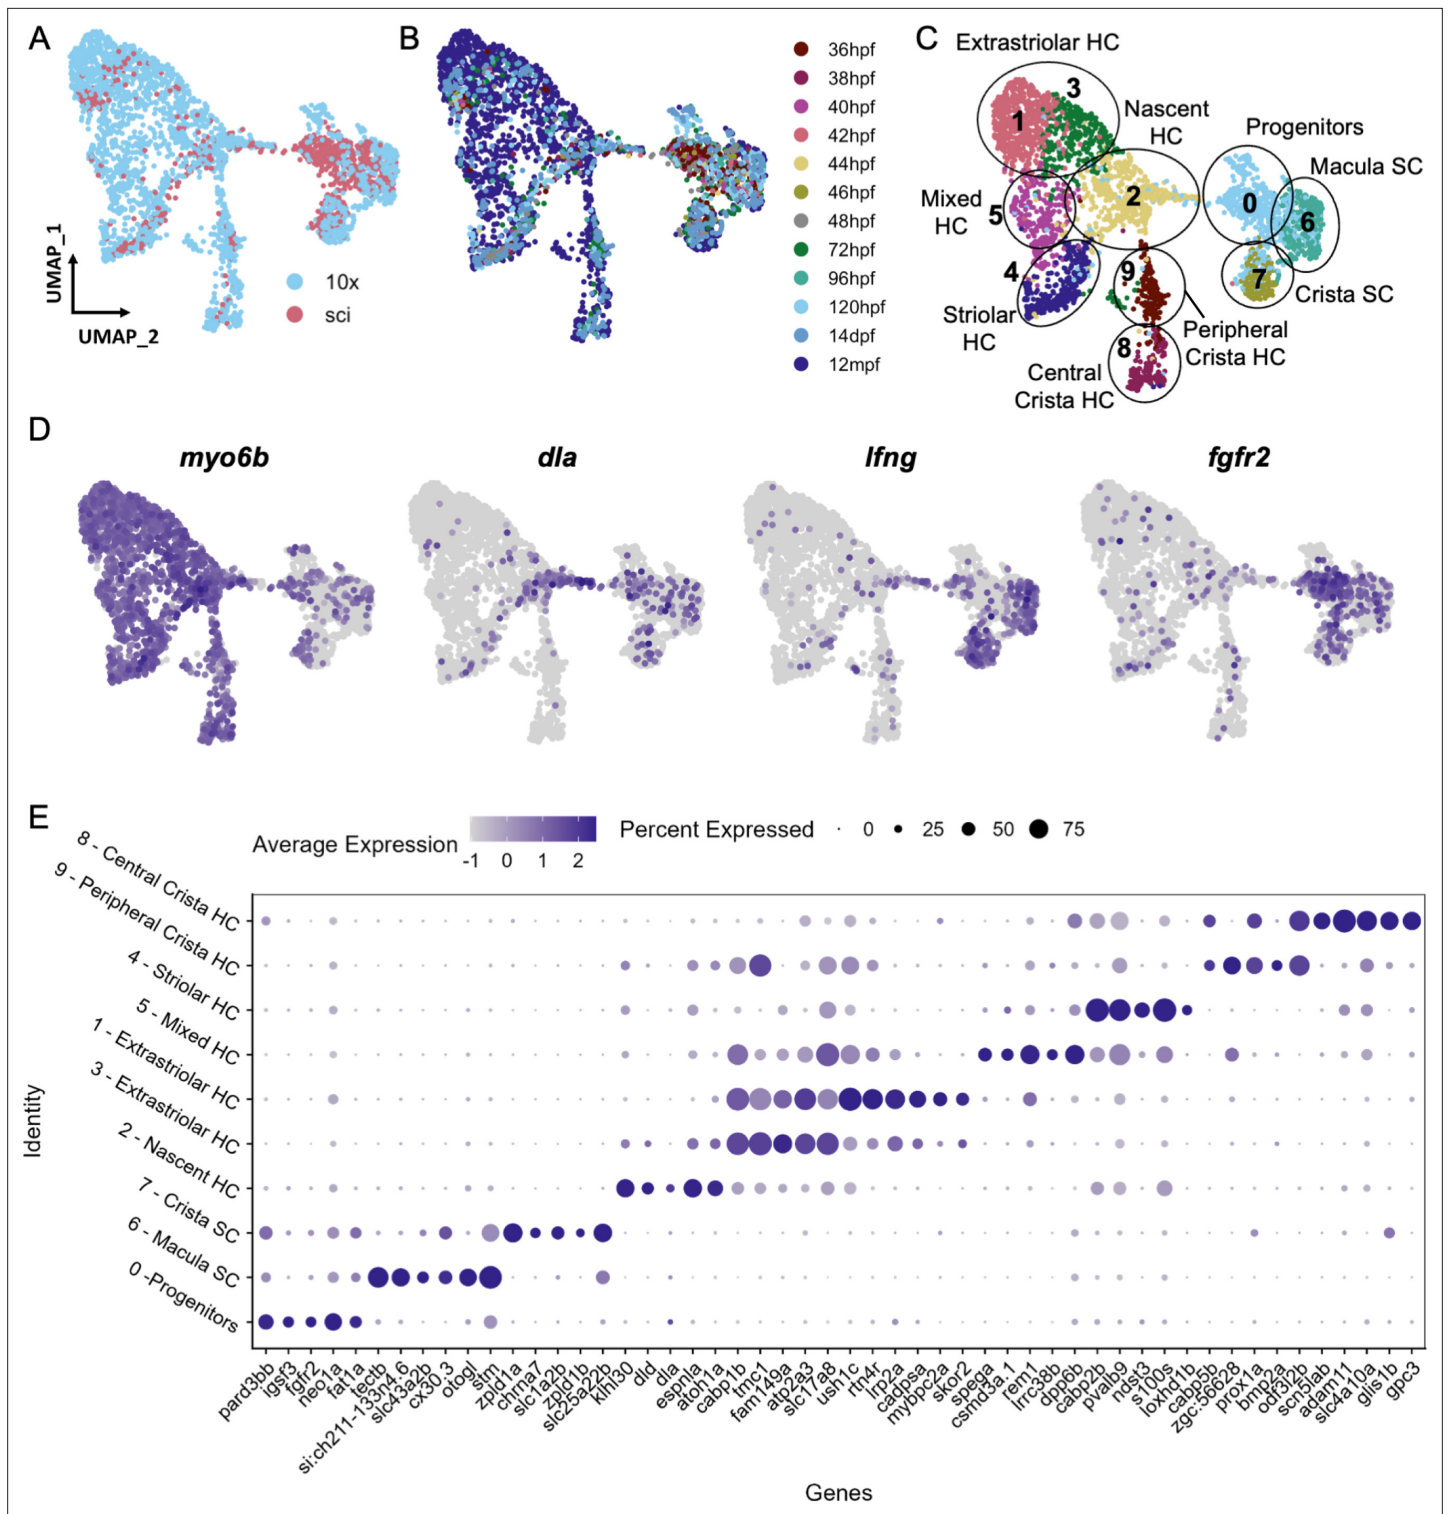 A
B
C
Extrastriolar HC
36hpf
38hpf
40hpf
42hpf
44hpf
46hpf
48hpf
72hpf
96hpf
120hpf
14dpf
12mpf
UMAP_1
UMAP_2
10x
sci
3
1
Nascent
HC
Progenitors
Macula SC
Mixed
HC
5
2
0
6
4
9
7
Crista SC
Striolar
HC
Peripheral
Crista HC
8
Central
Crista HC
D
myo6b
dla
lfng
fgfr2
E
Average Expression
-1 0 1 2
Percent Expressed
0 25 50 75
8 - Central Crista HC
9 - Peripheral Crista HC
4 - Striolar HC
5 - Mixed HC
1 - Extrastriolar HC
3 - Extrastriolar HC
2 - Nascent HC
7 - Crista SC
6 - Macula SC
0 -Progenitors
Identity
pard3bb
igsf3
fgfr2
neo1a
fat1a
tectb
si:ch211-133n4.6
slc43a2b
cx30.3
otogl
stm
zpld1a
chrna7
slc1a2b
zpld1b
slc25a22b
klhl30
dld
dla
espnla
atoh1a
cabp1b
tmc1
fam149a
atp2a3
slc17a8
ush1c
rtn4r
lrp2a
cadpsa
mybpc2a
skor2
spega
csmd3a.1
rem1
lrrc38b
dpp6b
cabp2b
pvalb9
ndst3
s100s
loxhd1b
cabp5b
zgc:56628
prox1a
bmp2a
odf3l2b
scn5lab
adam11
slc4a10a
glis1b
gpc3
Genes